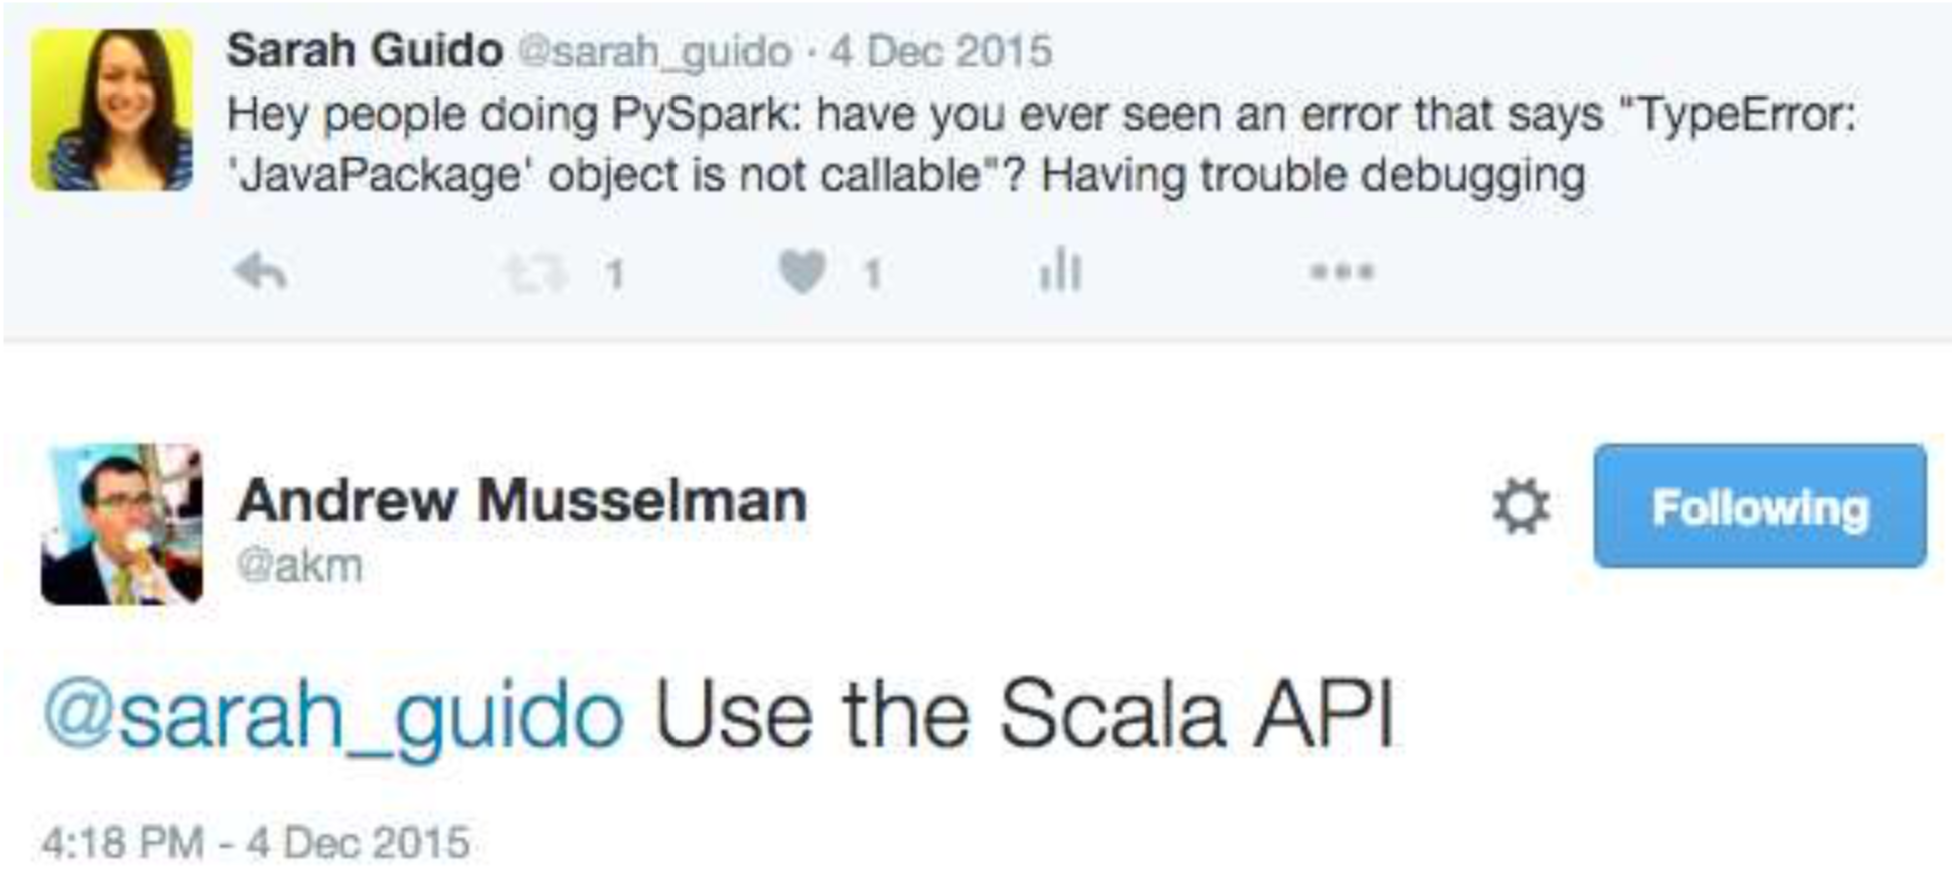 Sarah Guido @sarah_guido · 4 Dec 2015
Hey people doing PySpark: have you ever seen an error that says "TypeError:
'JavaPackage' object is not callable"? Having trouble debugging
1 1
Andrew Musselman
Following
@akm
@sarah_guido Use the Scala API
4:18 PM - 4 Dec 2015